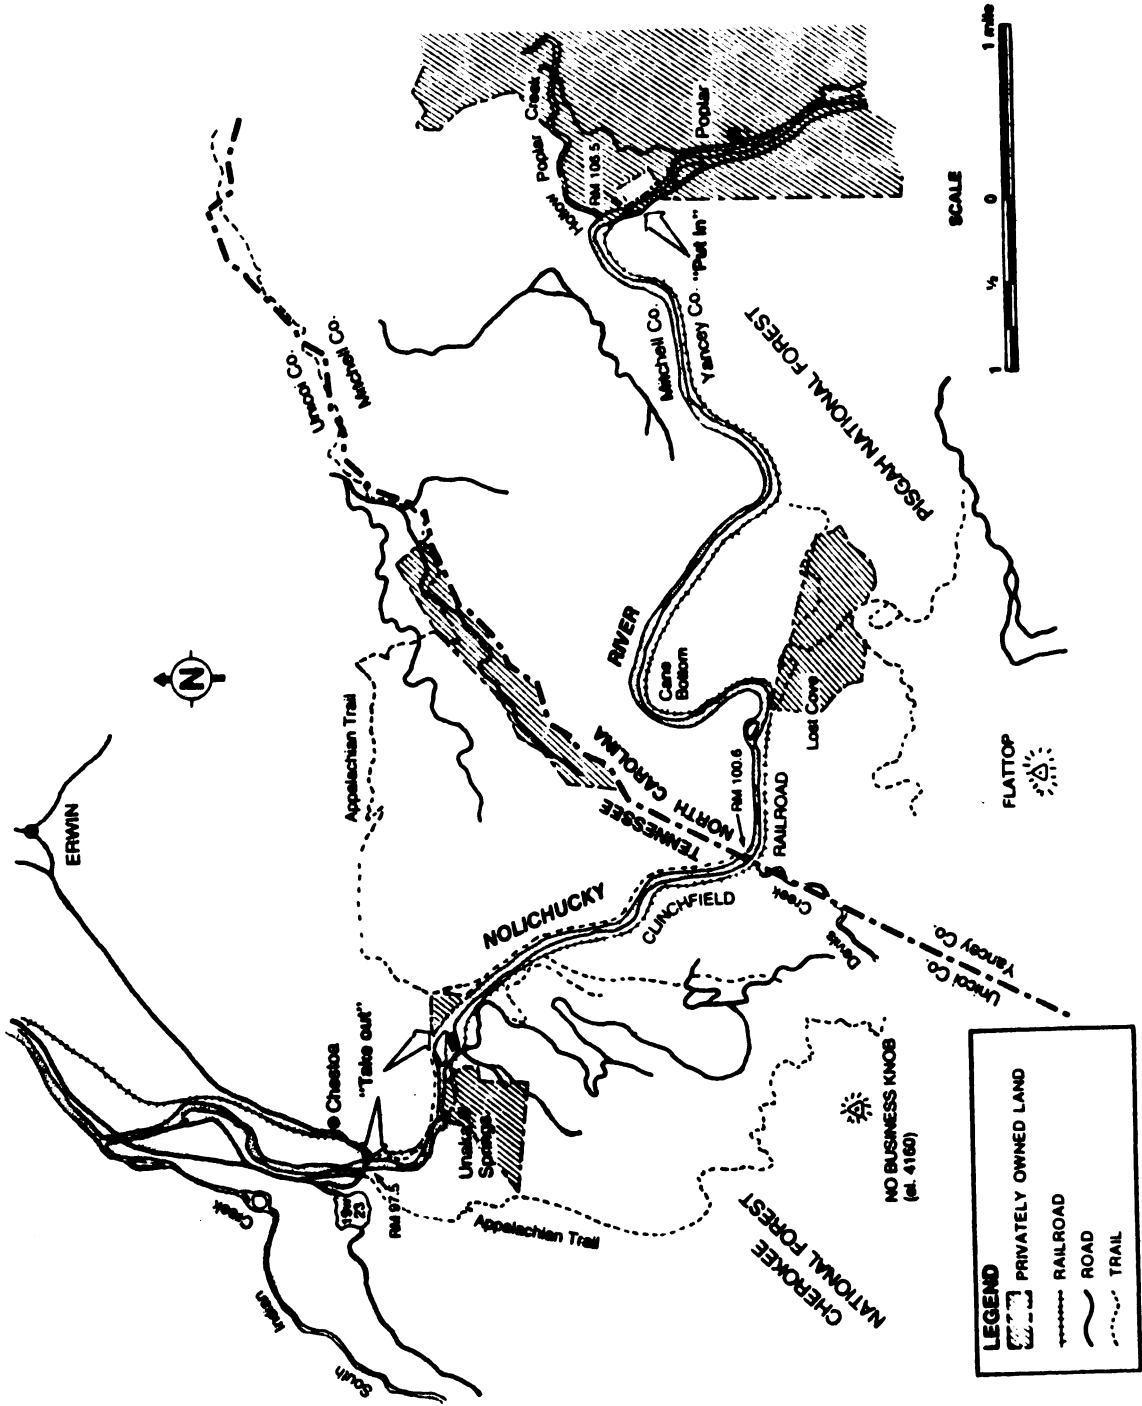 ERWIN
N
Appalachian Trail
Unicoi Co.
Mitchell Co.
Hollow
Poplar
Creek
RM 106.5
Poplar
"Put in"
Mitchell Co.
Yancey Co.
PISGAH NATIONAL FOREST
SCALE
1
½
0
1 mile
South
Indian
Creek
19W
23
RM 97.5
Chestoa
"Take out"
Unaka
Springs
Appalachian Trail
NOLICHUCKY
RIVER
CLINCHFIELD
RAILROAD
TENNESSEE
NORTH CAROLINA
RM 100.6
Cane
Bottom
Lost Cove
FLATTOP
Devils
Creek
Unicoi Co.
Yancey Co.
NO BUSINESS KNOB
(el. 4160)
CHEROKEE
NATIONAL FOREST
LEGEND
PRIVATELY OWNED LAND
RAILROAD
ROAD
TRAIL